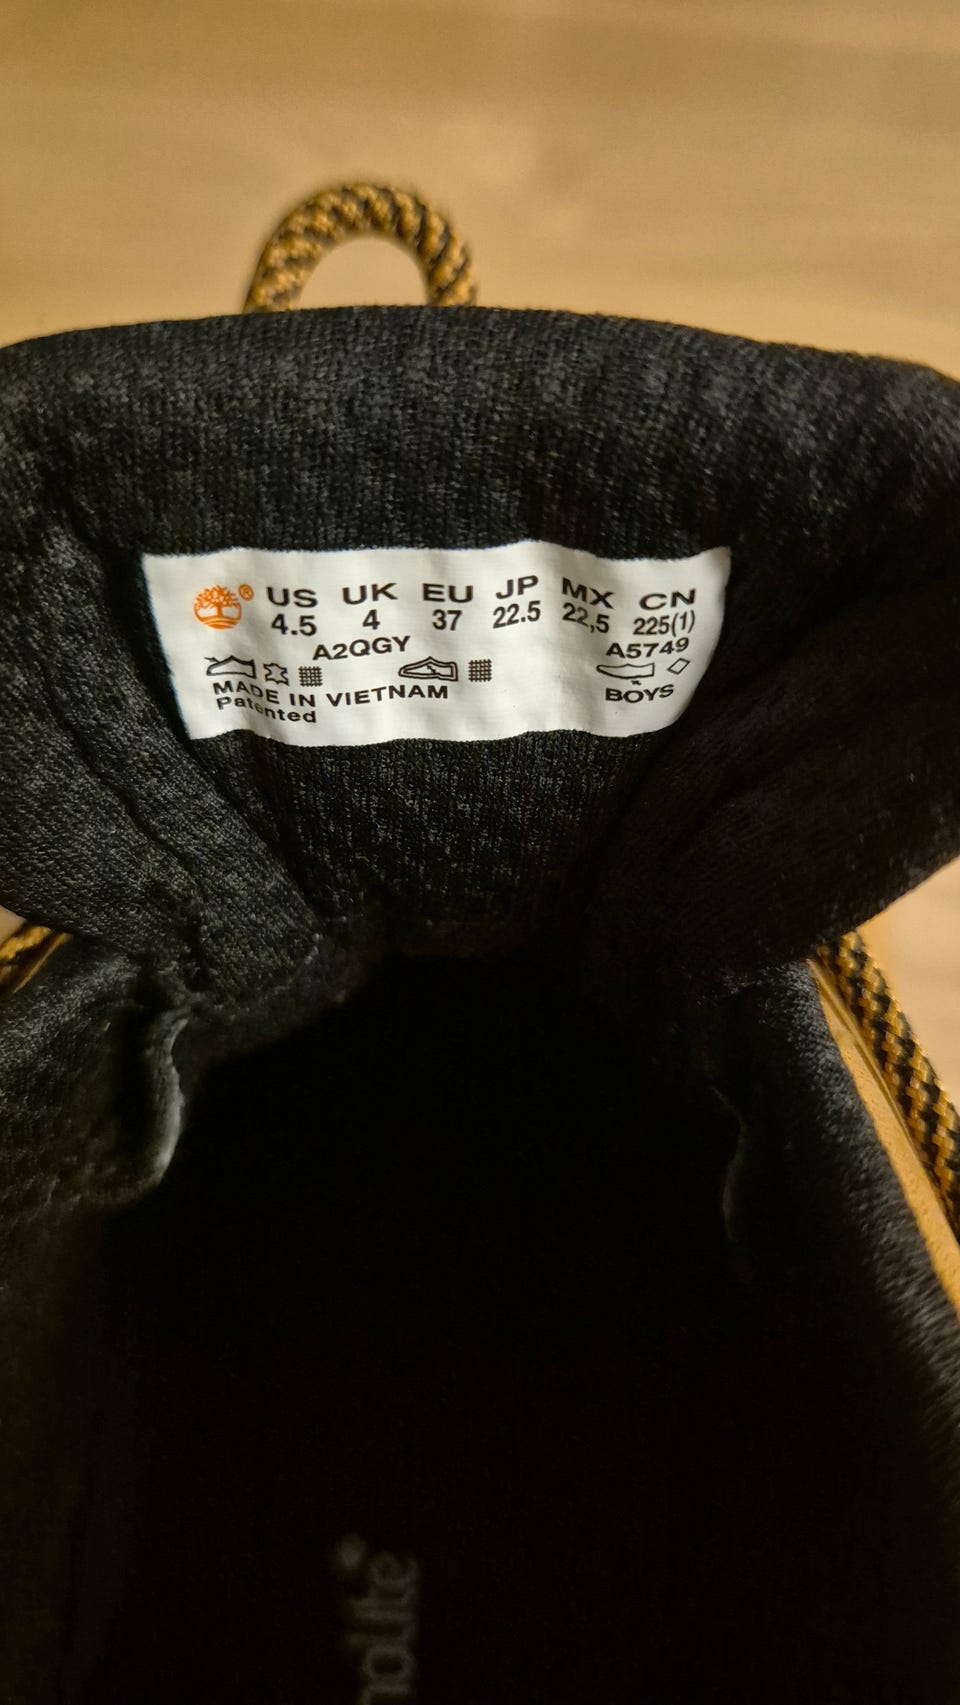 ® US UK EU JP MX CN
4.5 4 37 22.5 22,5 225(1)
A2QGY A5749
MADE IN VIETNAM BOYS
Patented